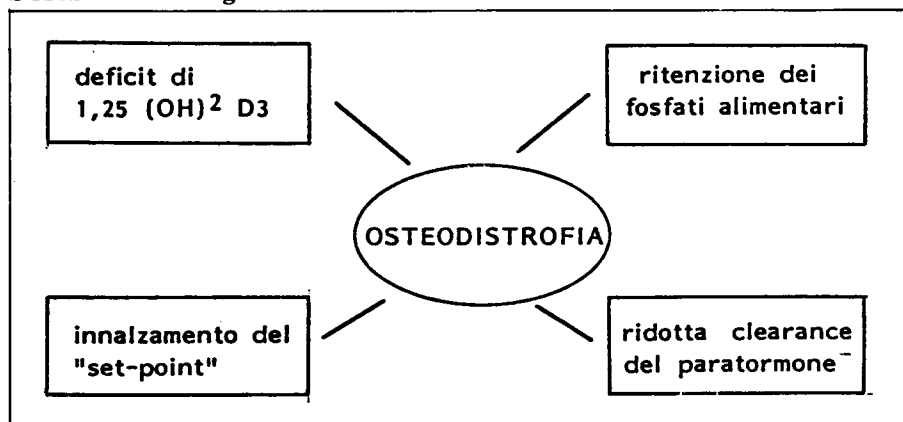 deficit di
1,25 (OH)2 D3
ritenzione dei
fosfati alimentari
OSTEODISTROFIA
innalzamento del
"set-point"
ridotta clearance
del paratormone